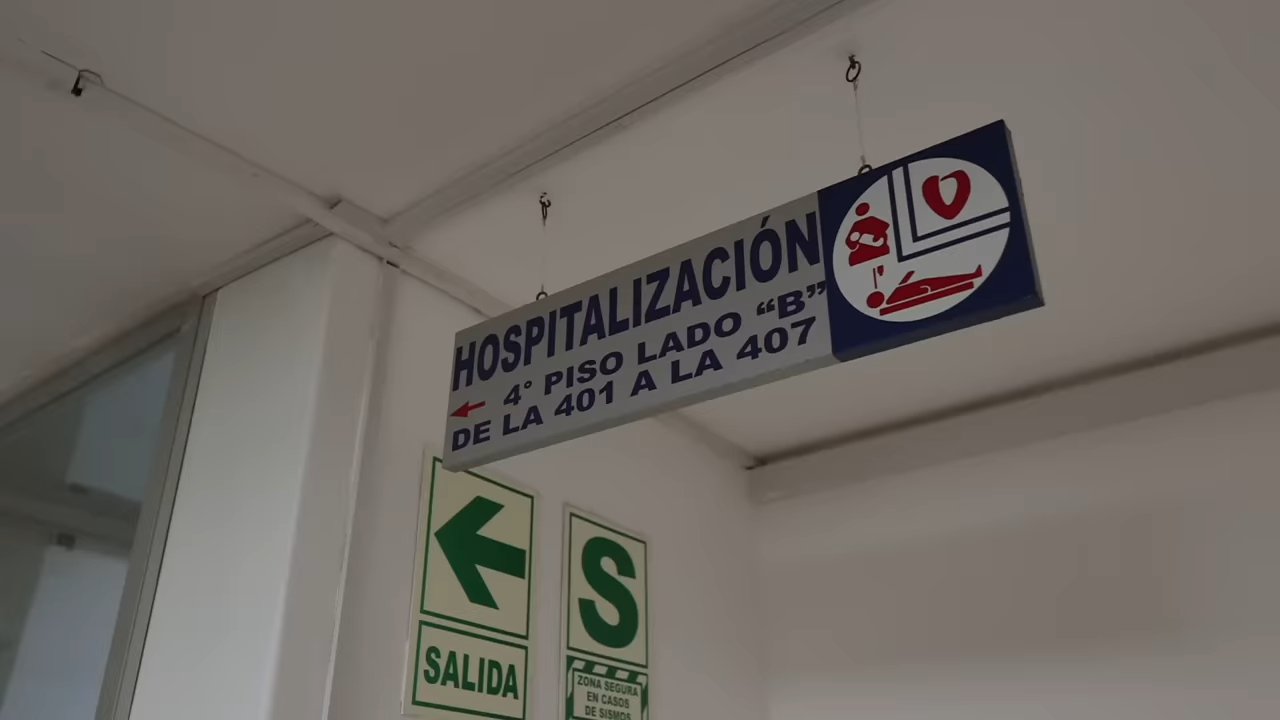 HOSPITALIZACIÓN
4° PISO LADO “B”
DE LA 401 A LA 407
SALIDA
S
ZONA SEGURA
EN CASOS
DE SISMOS